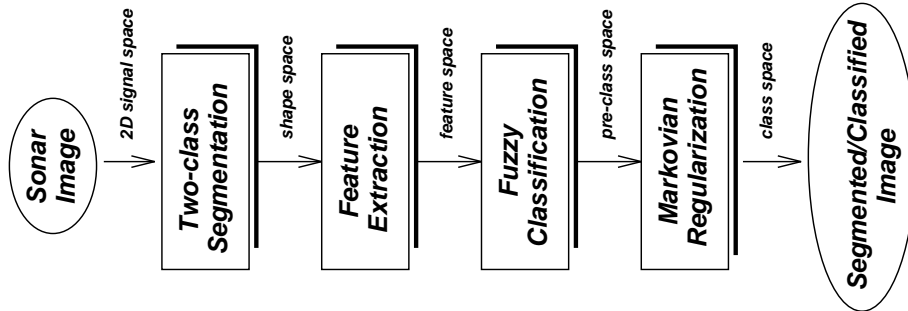 Sonar
Image
2D signal space
Two-class
Segmentation
shape space
Feature
Extraction
feature space
Fuzzy
Classification
pre-class space
Markovian
Regularization
class space
Segmented/Classified
Image